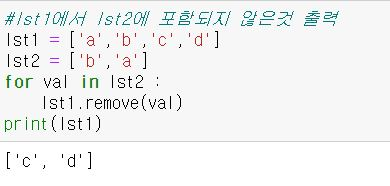 #lst1에서 lst2에 포함되지 않은것 출력
lst1 = ['a','b','c','d']
lst2 = ['b','a']
for val in lst2 :
    lst1.remove(val)
print(lst1)
['c', 'd']